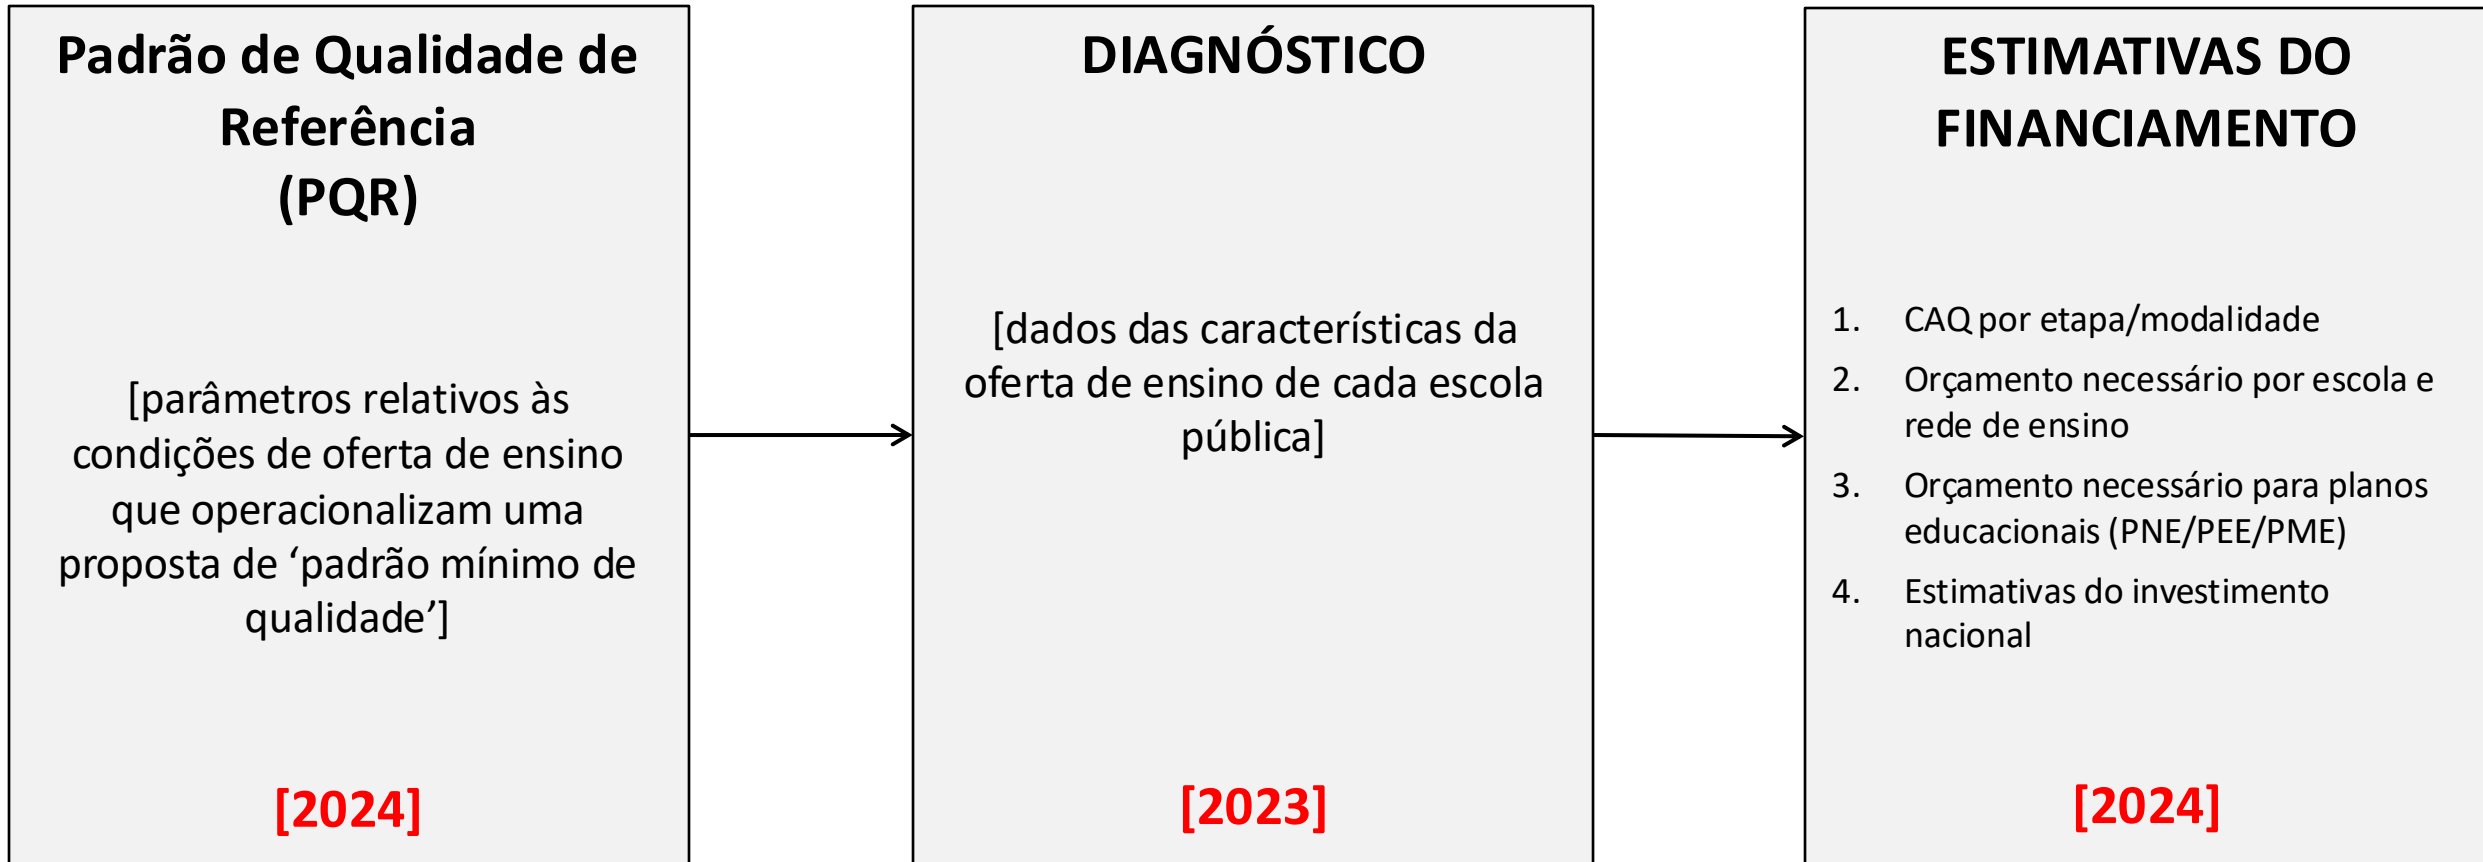 Padrão de Qualidade de
Referência
(PQR)
[parâmetros relativos às
condições de oferta de ensino
que operacionalizam uma
proposta de ‘padrão mínimo de
qualidade’]
[2024]
DIAGNÓSTICO
[dados das características da
oferta de ensino de cada escola
pública]
[2023]
ESTIMATIVAS DO
FINANCIAMENTO
1. CAQ por etapa/modalidade
2. Orçamento necessário por escola e
rede de ensino
3. Orçamento necessário para planos
educacionais (PNE/PEE/PME)
4. Estimativas do investimento
nacional
[2024]